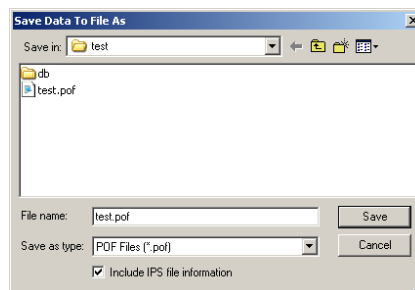 Save Data To File As
Save in: test
db
test.pof
File name: test.pof Save
Save as type: POF Files (*.pof) Cancel
Include IPS file information